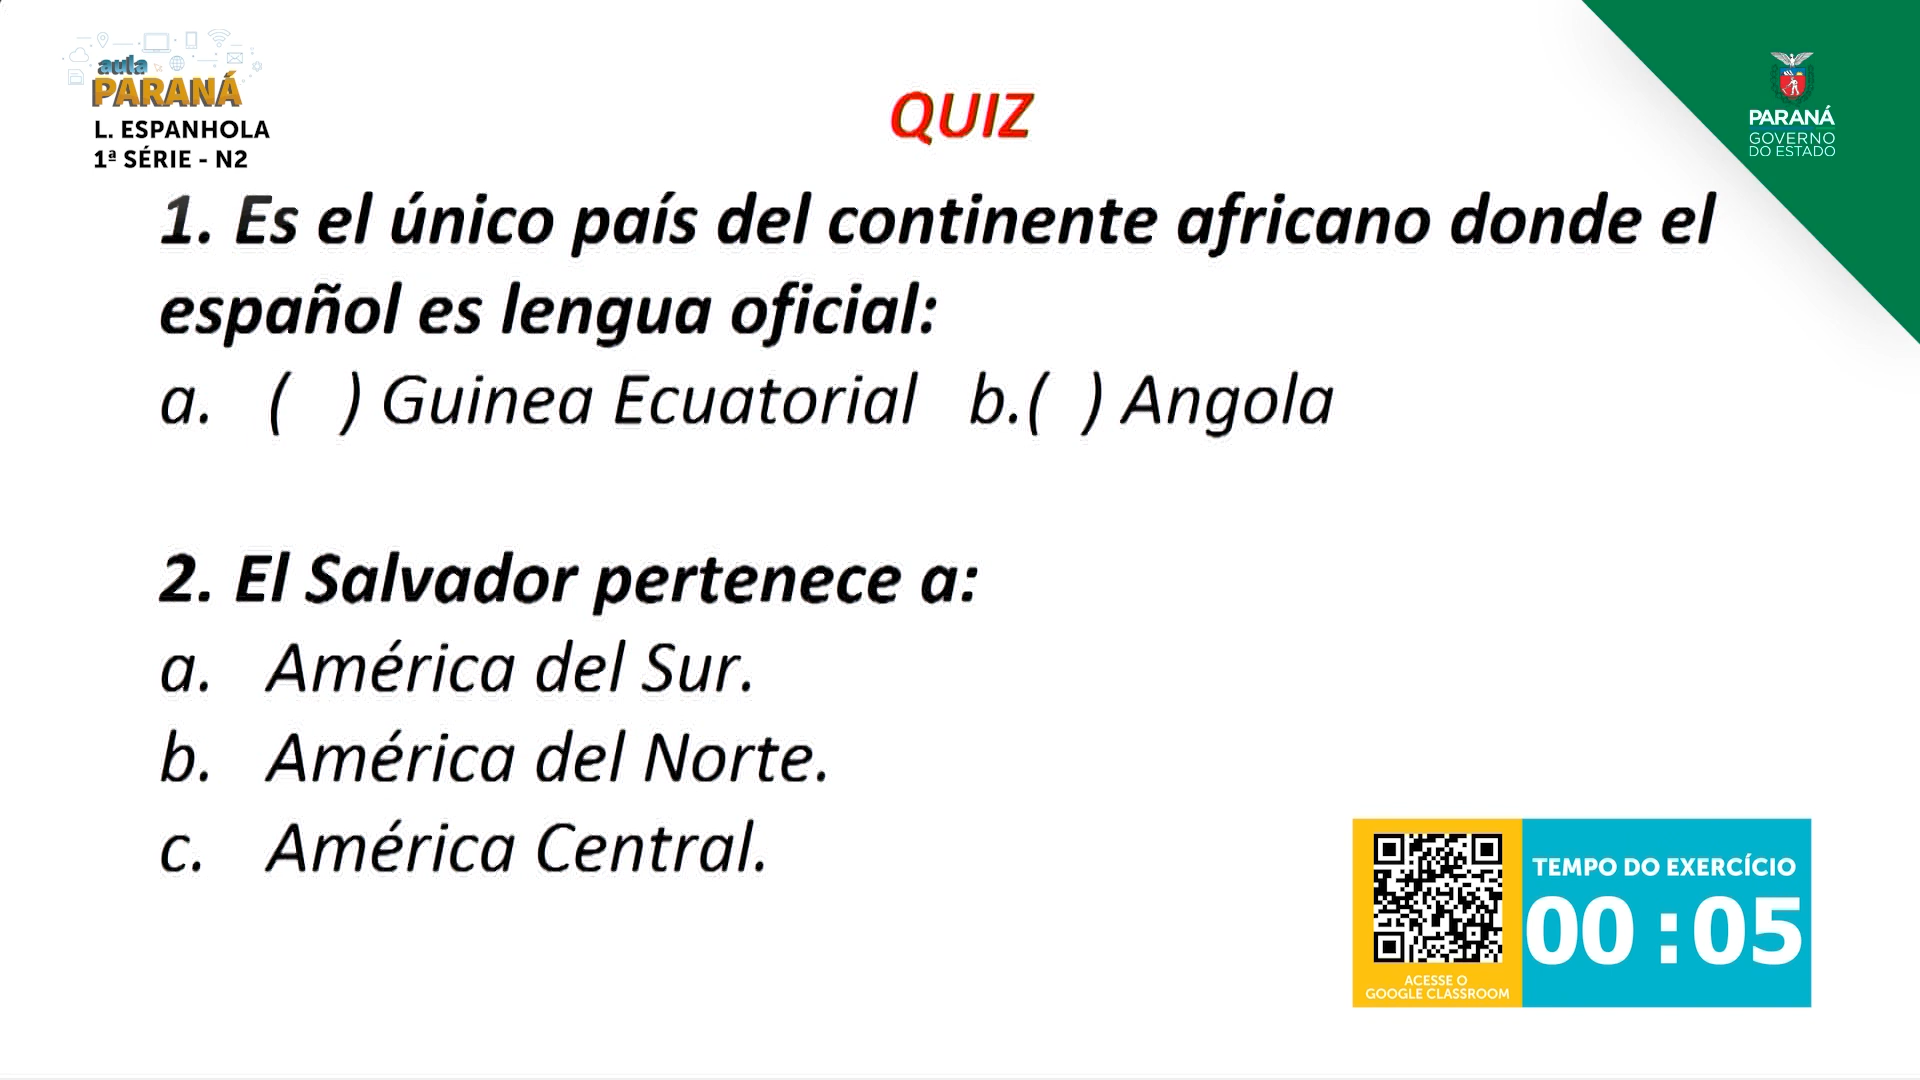 aula
PARANÁ
L. ESPANHOLA
1ª SÉRIE - N2
QUIZ
PARANÁ
GOVERNO
DO ESTADO
1. Es el único país del continente africano donde el
español es lengua oficial:
a. ( ) Guinea Ecuatorial b.( ) Angola
2. El Salvador pertenece a:
a. América del Sur.
b. América del Norte.
c. América Central.
TEMPO DO EXERCÍCIO
00:05
ACESSE O
GOOGLE CLASSROOM